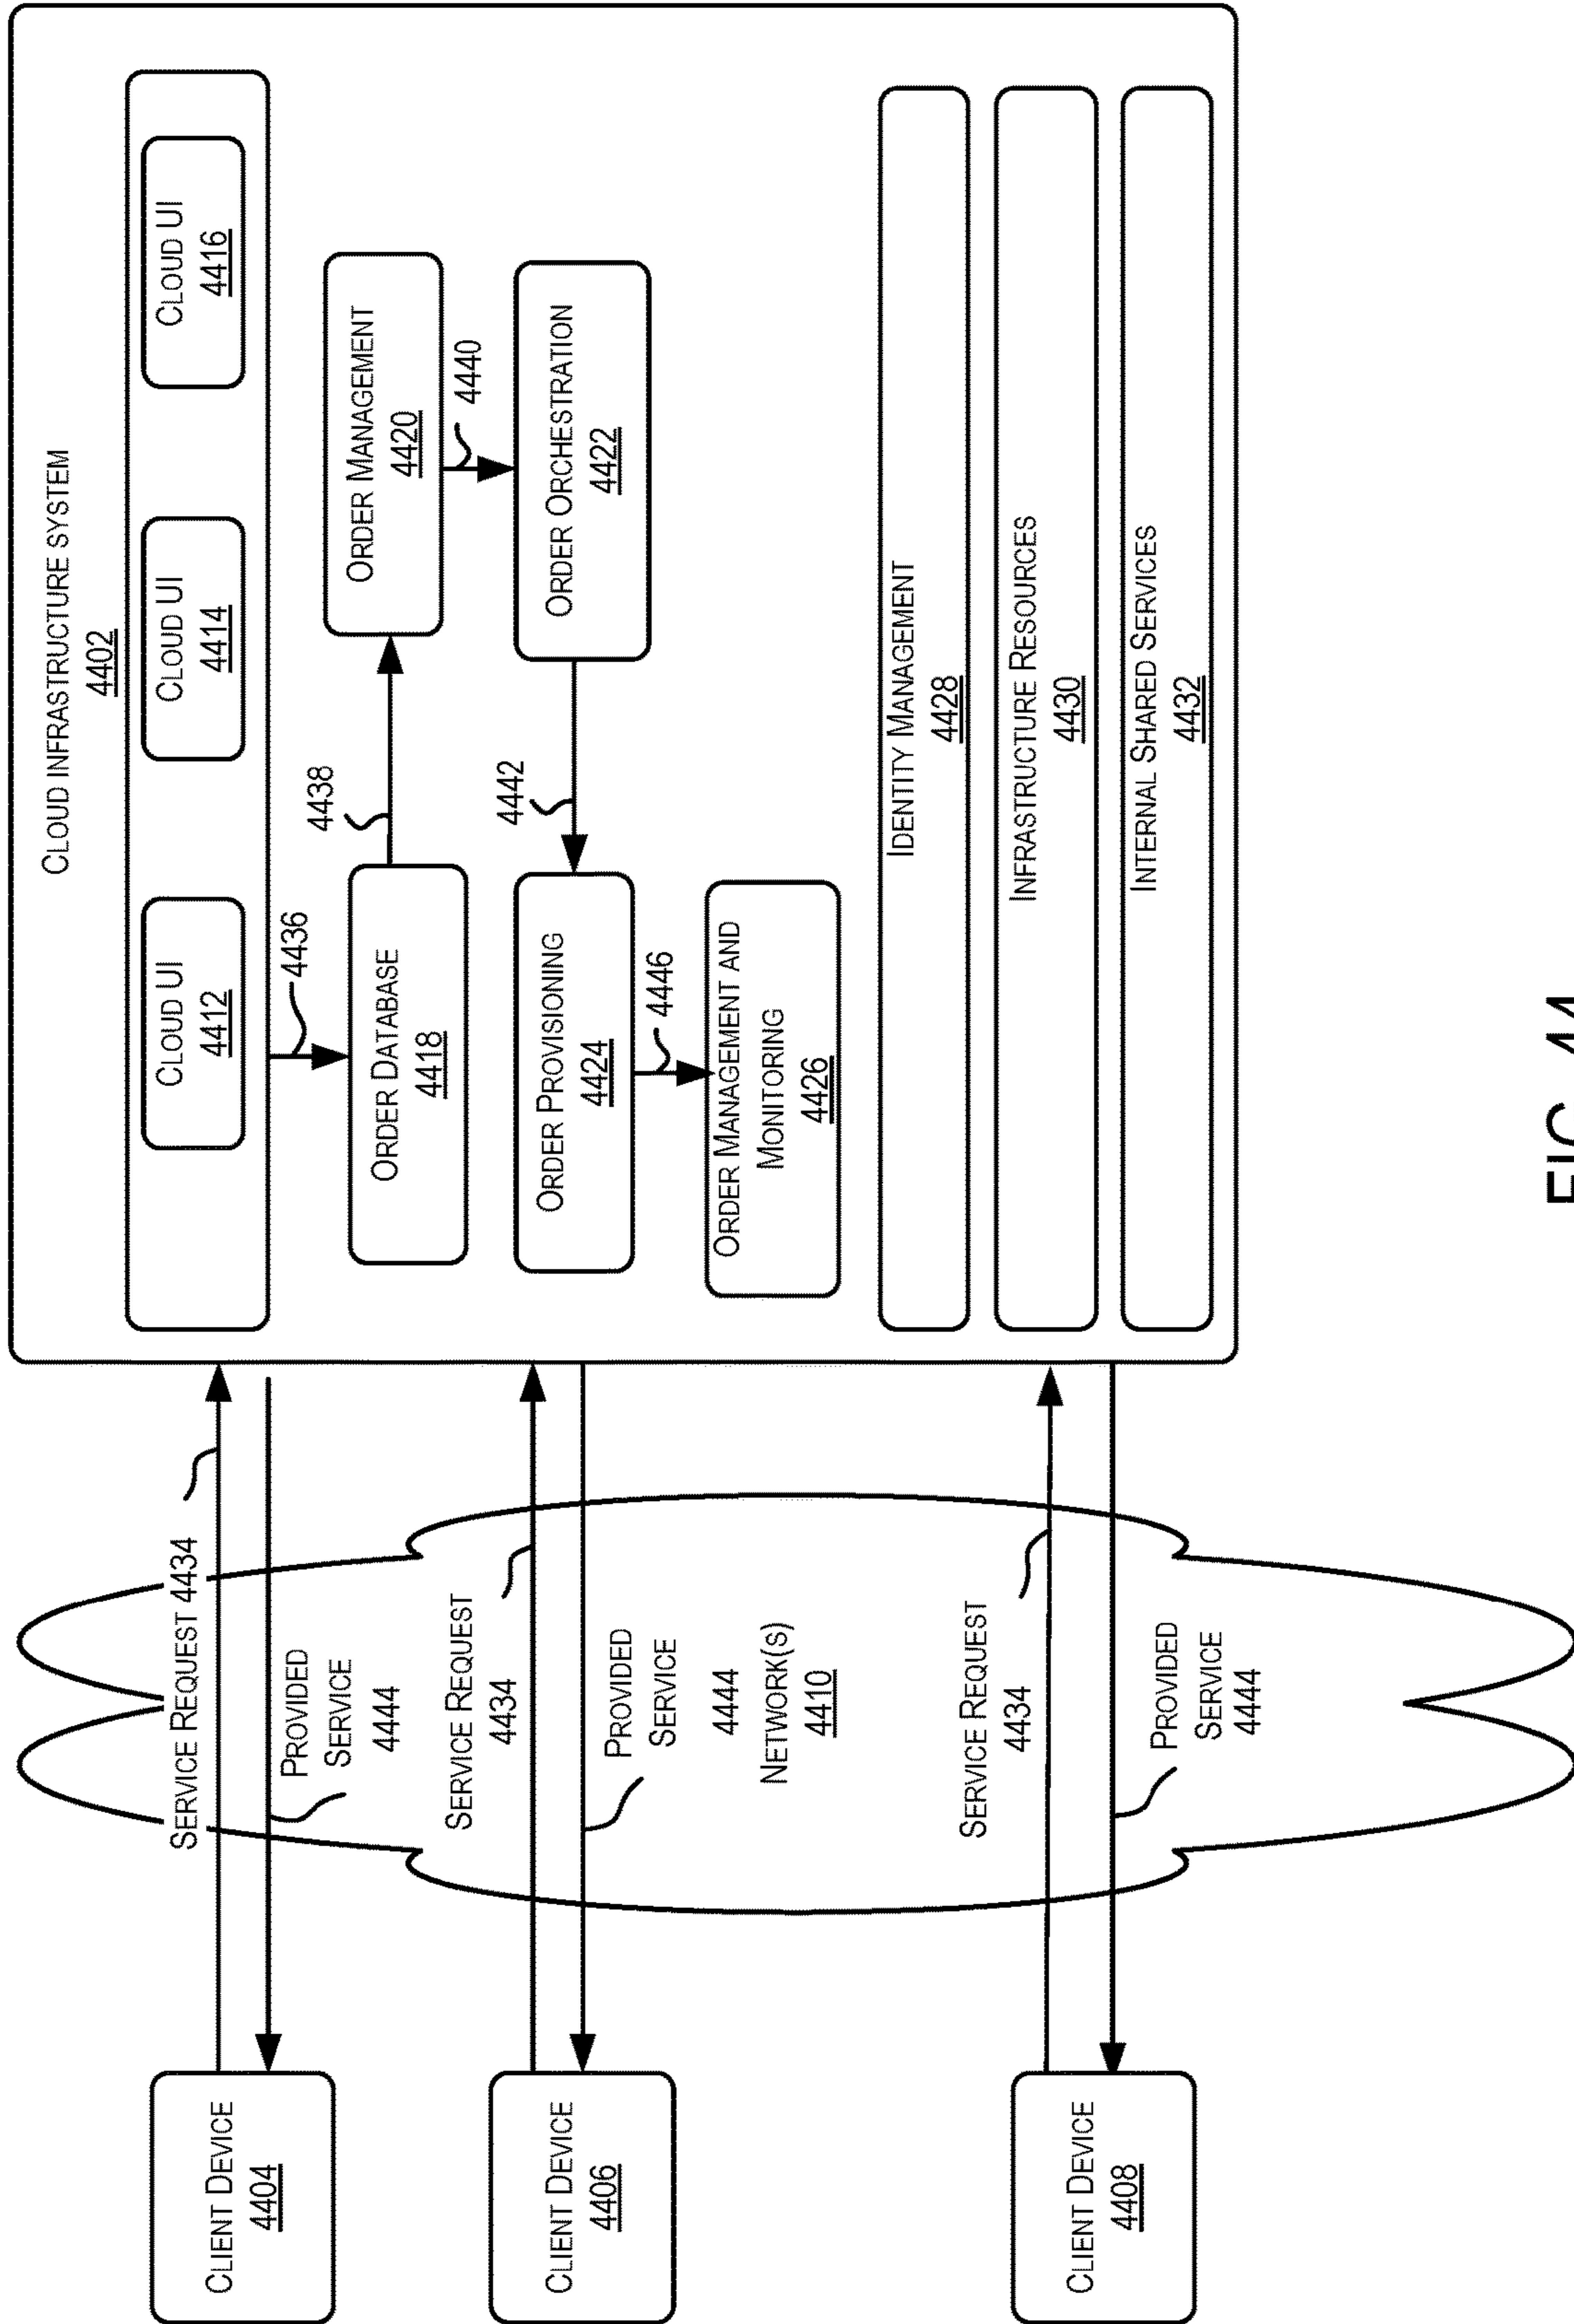 CLOUD INFRASTRUCTURE SYSTEM
4402
CLOUD UI
4412
CLOUD UI
4414
CLOUD UI
4416
4436
ORDER DATABASE
4418
4438
ORDER MANAGEMENT
4420
4440
ORDER ORCHESTRATION
4422
4442
ORDER PROVISIONING
4424
4446
ORDER MANAGEMENT AND
MONITORING
4426
IDENTITY MANAGEMENT
4428
INFRASTRUCTURE RESOURCES
4430
INTERNAL SHARED SERVICES
4432
CLIENT DEVICE
4404
SERVICE REQUEST 4434
PROVIDED
SERVICE
4444
CLIENT DEVICE
4406
SERVICE REQUEST
4434
PROVIDED
SERVICE
4444
NETWORK(S)
4410
CLIENT DEVICE
4408
SERVICE REQUEST
4434
PROVIDED
SERVICE
4444
FIG. 44